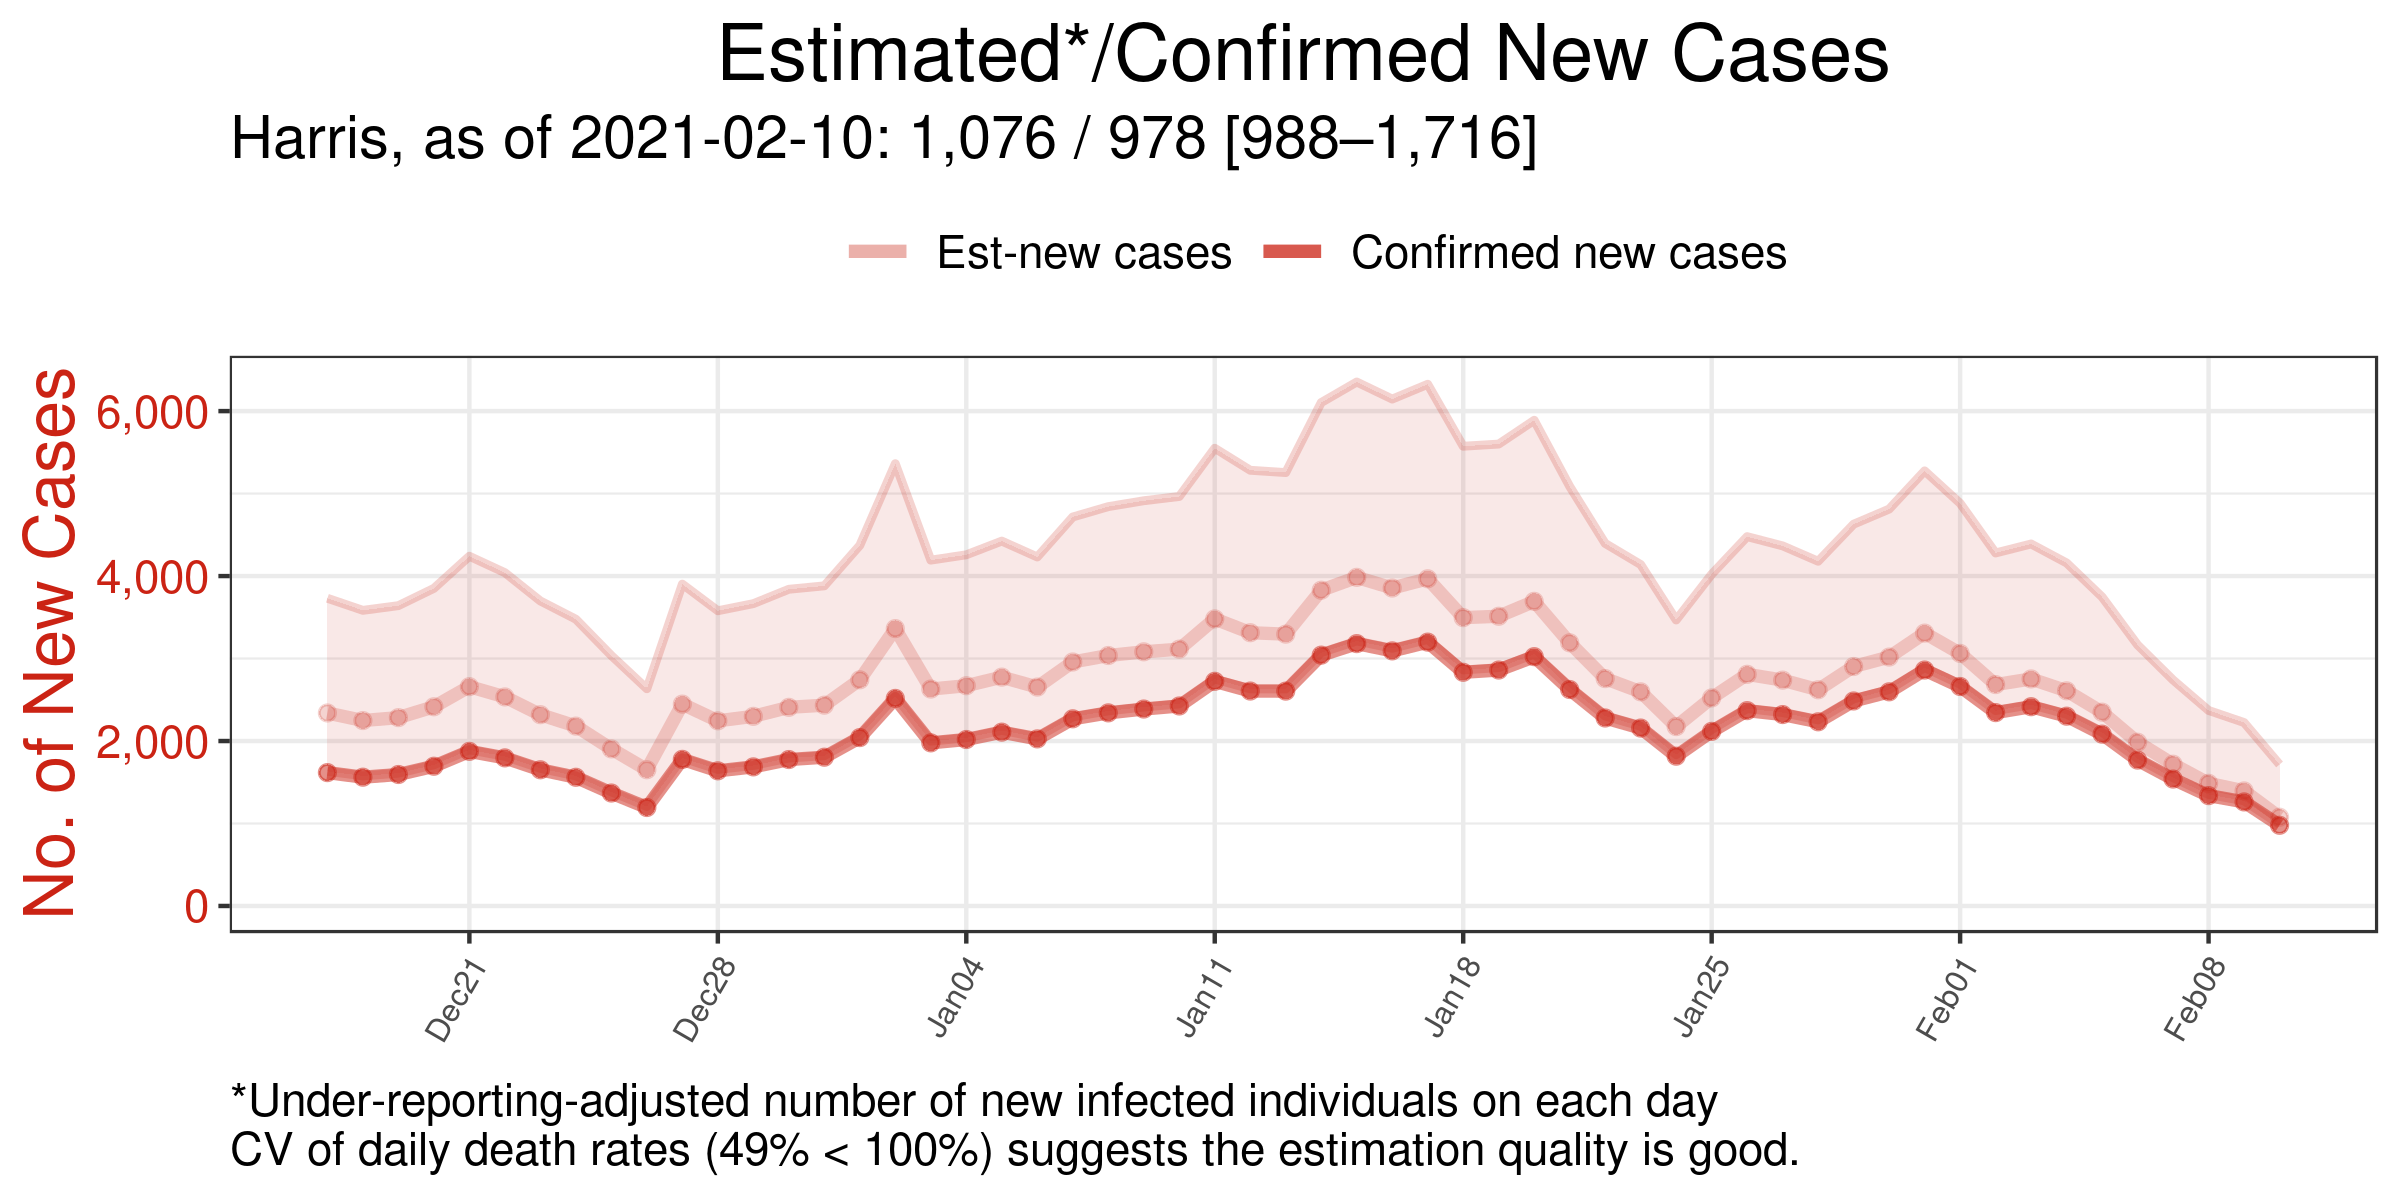 Estimated*/Confirmed New Cases
Harris, as of 2021-02-10: 1,076 / 978 [988–1,716]
Est-new cases Confirmed new cases
No. of New Cases
6,000
4,000
2,000
0
Dec21 Dec28 Jan04 Jan11 Jan18 Jan25 Feb01 Feb08
*Under-reporting-adjusted number of new infected individuals on each day
CV of daily death rates (49% < 100%) suggests the estimation quality is good.